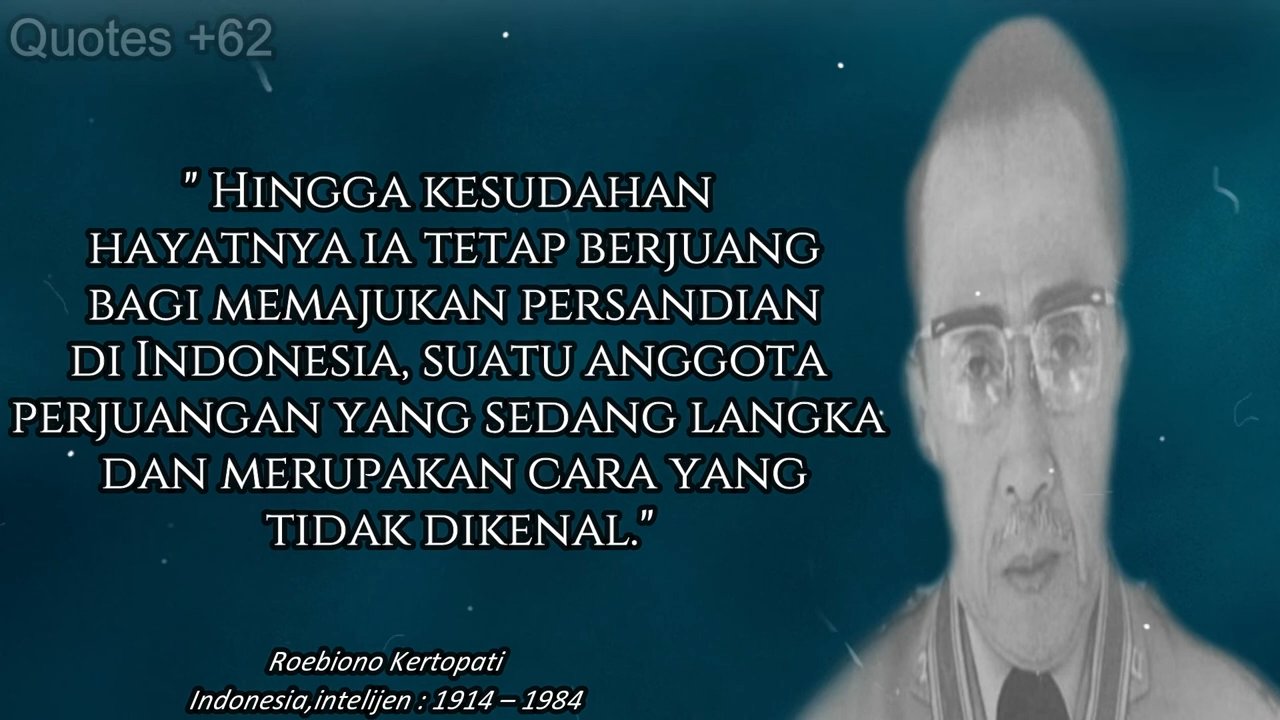 Quotes +62
" Hingga kesudahan
hayatnya ia tetap berjuang
bagi memajukan persandian
di Indonesia, suatu anggota
perjuangan yang sedang langka
dan merupakan cara yang
tidak dikenal."
Roebiono Kertopati
Indonesia,intelijen : 1914 – 1984